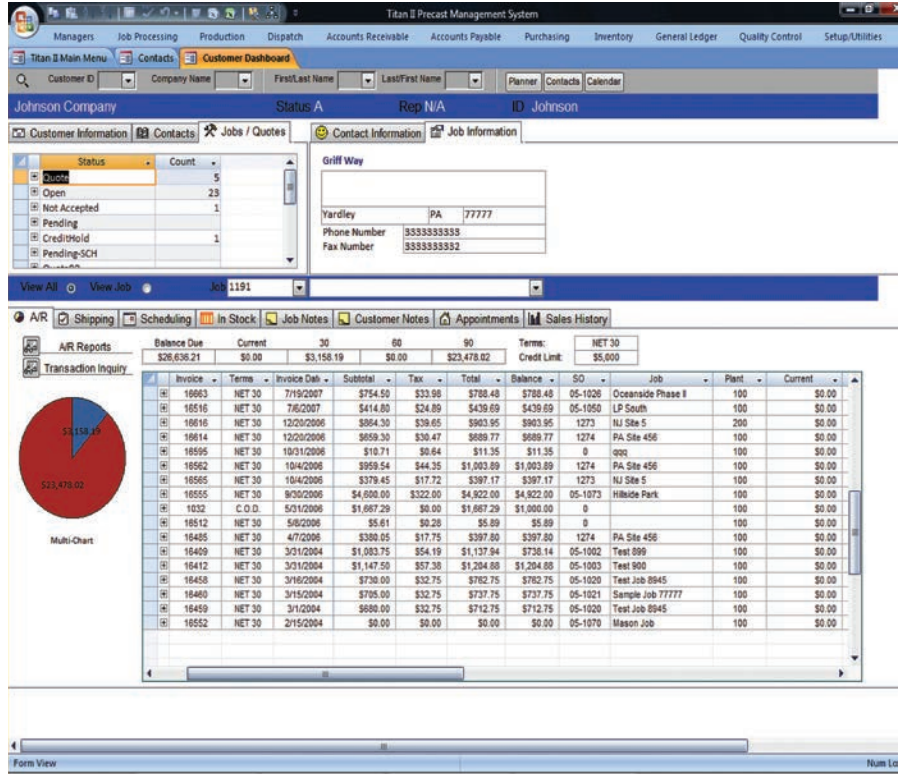 Titan II Precast Management System
Managers Job Processing Production Dispatch Accounts Receivable Accounts Payable Purchasing Inventory General Ledger Quality Control Setup/Utilities
Titan II Main Menu Contacts Customer Dashboard
Customer ID Company Name First/Last Name Last/First Name Planner Contacts Calendar
Johnson Company Status A Rep N/A ID Johnson
Customer Information Contacts Jobs / Quotes Contact Information Job Information
Status Count
Quote 5
Open 23
Not Accepted 1
Pending
CreditHold 1
Pending-SCH
Griff Way
Yardley PA 77777
Phone Number 3333333333
Fax Number 3333333332
View All View Job Job 1191
A/R Shipping Scheduling In Stock Job Notes Customer Notes Appointments Sales History
A/R Reports
Transaction Inquiry
Balance Due Current 30 60 90 Terms: NET 30
$26,636.21 $0.00 $3,158.19 $0.00 $23,478.02 Credit Limit: $5,000
Invoice Terms Invoice Date Subtotal Tax Total Balance SO Job Plant Current
16663 NET 30 7/19/2007 $754.50 $33.98 $788.48 $788.48 05-1026 Oceanside Phase II 100 $0.00
16516 NET 30 7/6/2007 $414.80 $24.89 $439.69 $439.69 05-1050 LP South 100 $0.00
16616 NET 30 12/20/2006 $864.30 $39.65 $903.95 $903.95 1273 NJ Site 5 200 $0.00
16614 NET 30 12/20/2006 $659.30 $30.47 $689.77 $689.77 1274 PA Site 456 100 $0.00
16595 NET 30 10/31/2006 $10.71 $0.64 $11.35 $11.35 0 qqq 100 $0.00
16562 NET 30 10/4/2006 $959.54 $44.35 $1,003.89 $1,003.89 1274 PA Site 456 100 $0.00
16565 NET 30 10/4/2006 $379.45 $17.72 $397.17 $397.17 1273 NJ Site 5 100 $0.00
16555 NET 30 9/30/2006 $4,600.00 $322.00 $4,922.00 $4,922.00 05-1073 Hillside Park 100 $0.00
1032 C.O.D. 5/31/2006 $1,667.29 $0.00 $1,667.29 $1,000.00 0 100 $0.00
16512 NET 30 5/8/2006 $5.61 $0.28 $5.89 $5.89 0 100 $0.00
16485 NET 30 4/7/2006 $380.05 $17.75 $397.80 $397.80 1274 PA Site 456 100 $0.00
16409 NET 30 3/31/2004 $1,083.75 $54.19 $1,137.94 $738.14 05-1002 Test 899 100 $0.00
16412 NET 30 3/31/2004 $1,147.50 $57.38 $1,204.88 $1,204.88 05-1003 Test 900 100 $0.00
16458 NET 30 3/16/2004 $730.00 $32.75 $762.75 $762.75 05-1020 Test Job 8945 100 $0.00
16460 NET 30 3/15/2004 $705.00 $32.75 $737.75 $737.75 05-1021 Sample Job 77777 100 $0.00
16459 NET 30 3/1/2004 $680.00 $32.75 $712.75 $712.75 05-1020 Test Job 8945 100 $0.00
16552 NET 30 2/15/2004 $0.00 $0.00 $0.00 $0.00 05-1070 Mason Job 100 $0.00
$3,158.19
$23,478.02
Multi-Chart
Form View Num Lo